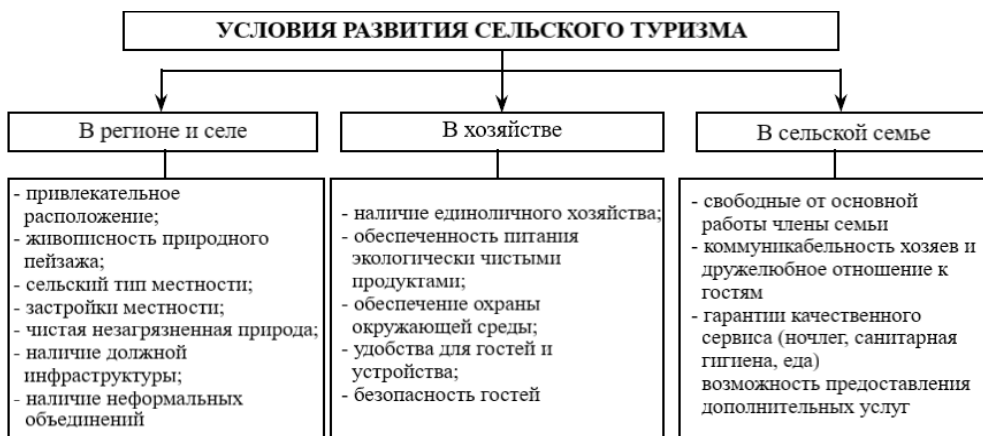 УСЛОВИЯ РАЗВИТИЯ СЕЛЬСКОГО ТУРИЗМА
В регионе и селе
- привлекательное
расположение;
- живописность природного
пейзажа;
- сельский тип местности;
- застройки местности;
- чистая незагрязненная природа;
- наличие должной
инфраструктуры;
- наличие неформальных
объединений
В хозяйстве
- наличие единоличного хозяйства;
- обеспеченность питания
экологически чистыми
продуктами;
- обеспечение охраны
окружающей среды;
- удобства для гостей и
устройства;
- безопасность гостей
В сельской семье
- свободные от основной
работы члены семьи
- коммуникабельность хозяев и
дружелюбное отношение к
гостям
- гарантии качественного
сервиса (ночлег, санитарная
гигиена, еда)
возможность предоставления
дополнительных услуг